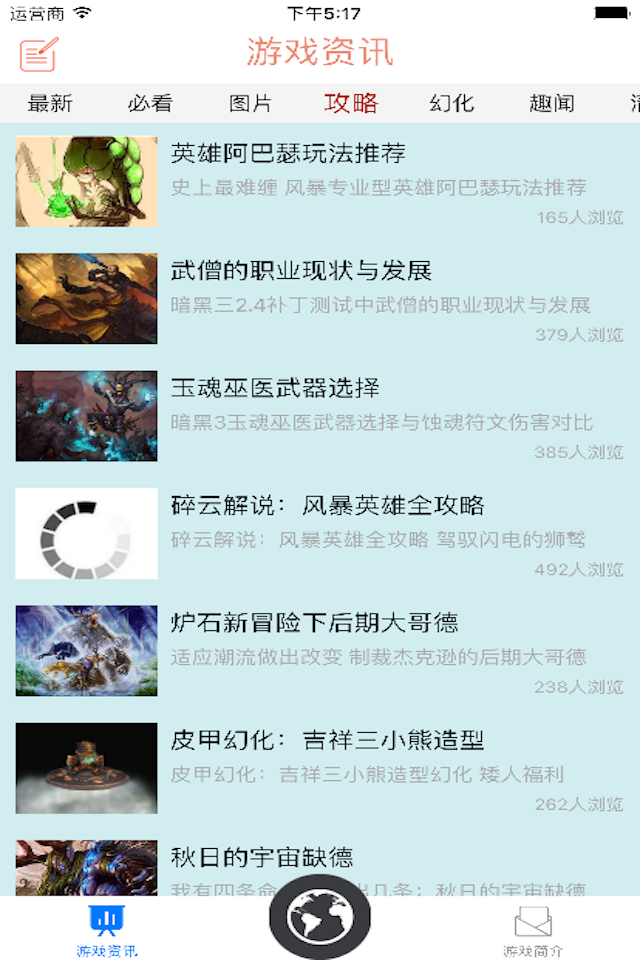 运营商 下午5:17
游戏资讯
最新 必看 图片 攻略 幻化 趣闻
英雄阿巴瑟玩法推荐
史上最难缠 风暴专业型英雄阿巴瑟玩法推荐
165人浏览
武僧的职业现状与发展
暗黑三2.4补丁测试中武僧的职业现状与发展
379人浏览
玉魂巫医武器选择
暗黑3玉魂巫医武器选择与蚀魂符文伤害对比
385人浏览
碎云解说：风暴英雄全攻略
碎云解说：风暴英雄全攻略 驾驭闪电的狮鹫
492人浏览
炉石新冒险下后期大哥德
适应潮流做出改变 制裁杰克逊的后期大哥德
238人浏览
皮甲幻化：吉祥三小熊造型
皮甲幻化：吉祥三小熊造型幻化 矮人福利
262人浏览
秋日的宇宙缺德
我有四条命 出几条：秋日的宇宙缺德
游戏资讯 游戏简介